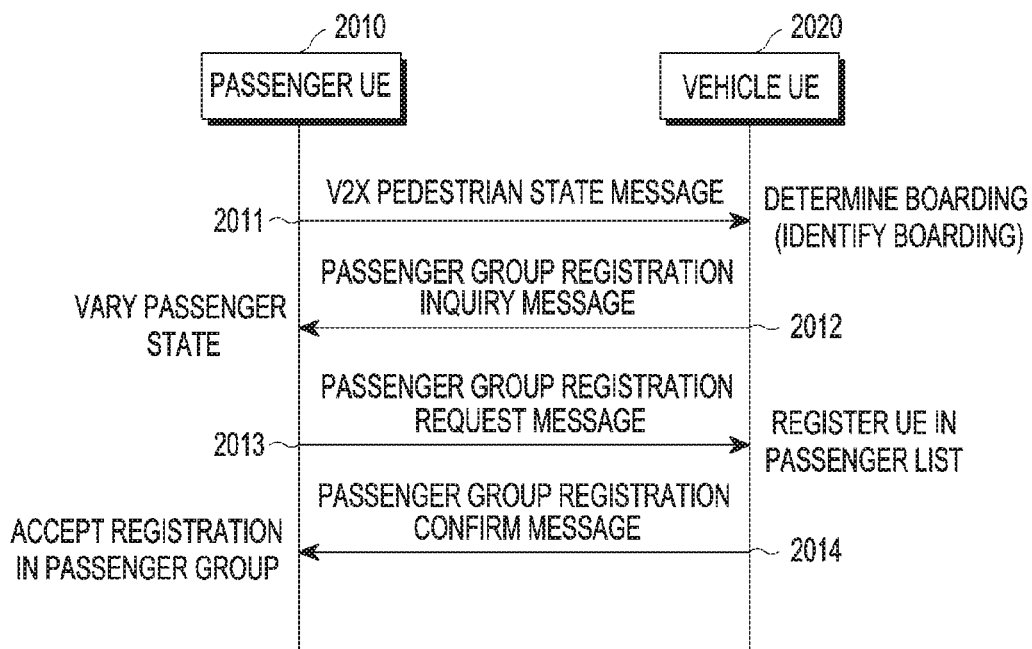 2010
2020
PASSENGER UE
VEHICLE UE
V2X PEDESTRIAN STATE MESSAGE
2011
DETERMINE BOARDING
(IDENTIFY BOARDING)
PASSENGER GROUP REGISTRATION
INQUIRY MESSAGE
VARY PASSENGER
STATE
2012
PASSENGER GROUP REGISTRATION
REQUEST MESSAGE
2013
REGISTER UE IN
PASSENGER LIST
PASSENGER GROUP REGISTRATION
CONFIRM MESSAGE
ACCEPT REGISTRATION
IN PASSENGER GROUP
2014